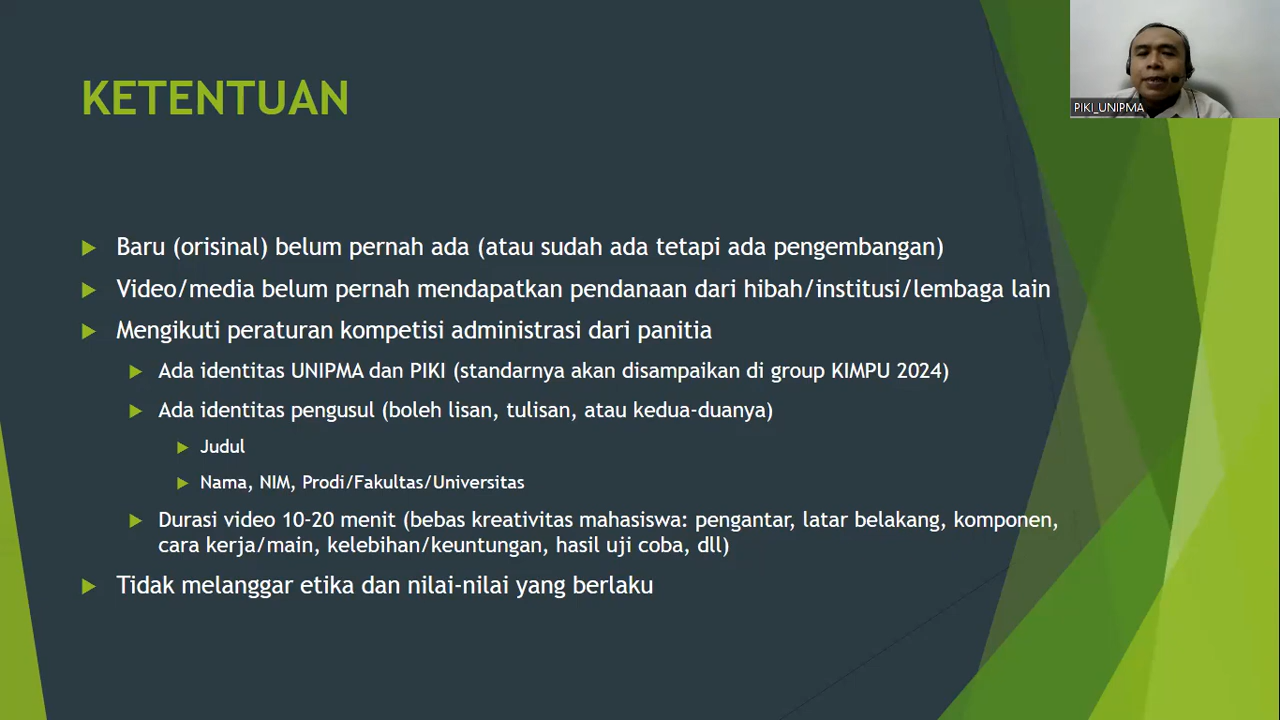 KETENTUAN
PIKI_UNIPMA
Baru (orisinal) belum pernah ada (atau sudah ada tetapi ada pengembangan)
Video/media belum pernah mendapatkan pendanaan dari hibah/institusi/lembaga lain
Mengikuti peraturan kompetisi administrasi dari panitia
Ada identitas UNIPMA dan PIKI (standarnya akan disampaikan di group KIMPU 2024)
Ada identitas pengusul (boleh lisan, tulisan, atau kedua-duanya)
Judul
Nama, NIM, Prodi/Fakultas/Universitas
Durasi video 10-20 menit (bebas kreativitas mahasiswa: pengantar, latar belakang, komponen,
cara kerja/main, kelebihan/keuntungan, hasil uji coba, dll)
Tidak melanggar etika dan nilai-nilai yang berlaku